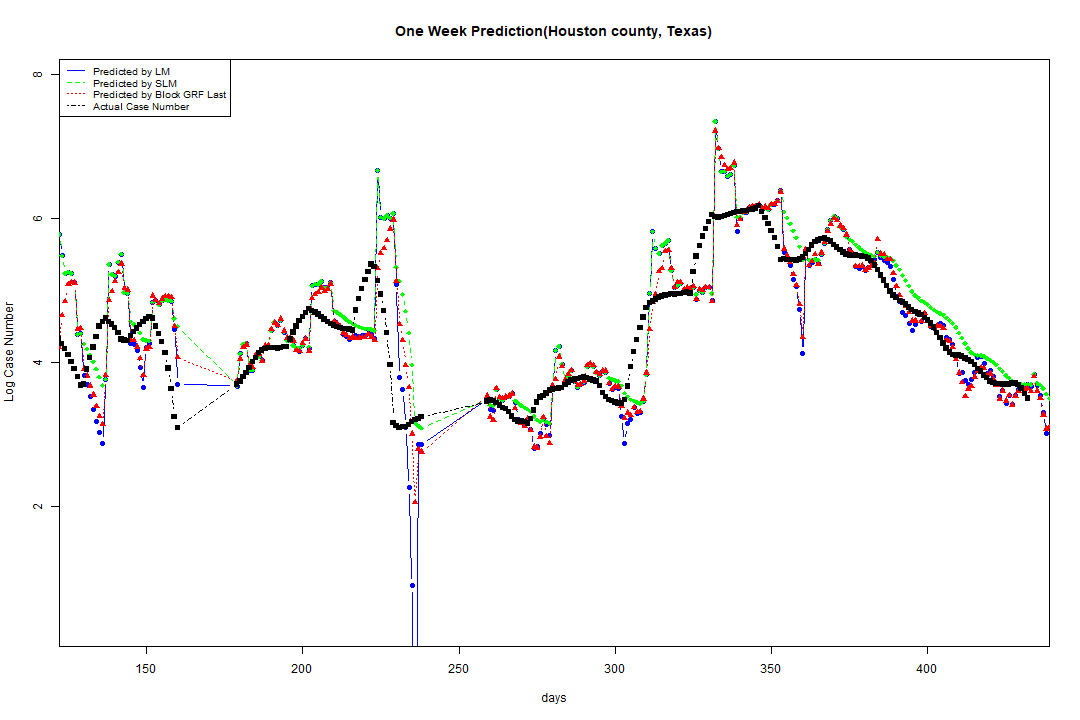 One Week Prediction(Houston county, Texas)
Predicted by LM
Predicted by SLM
Predicted by Block GRF Last
Actual Case Number
8
6
4
2
Log Case Number
150 200 250 300 350 400
days